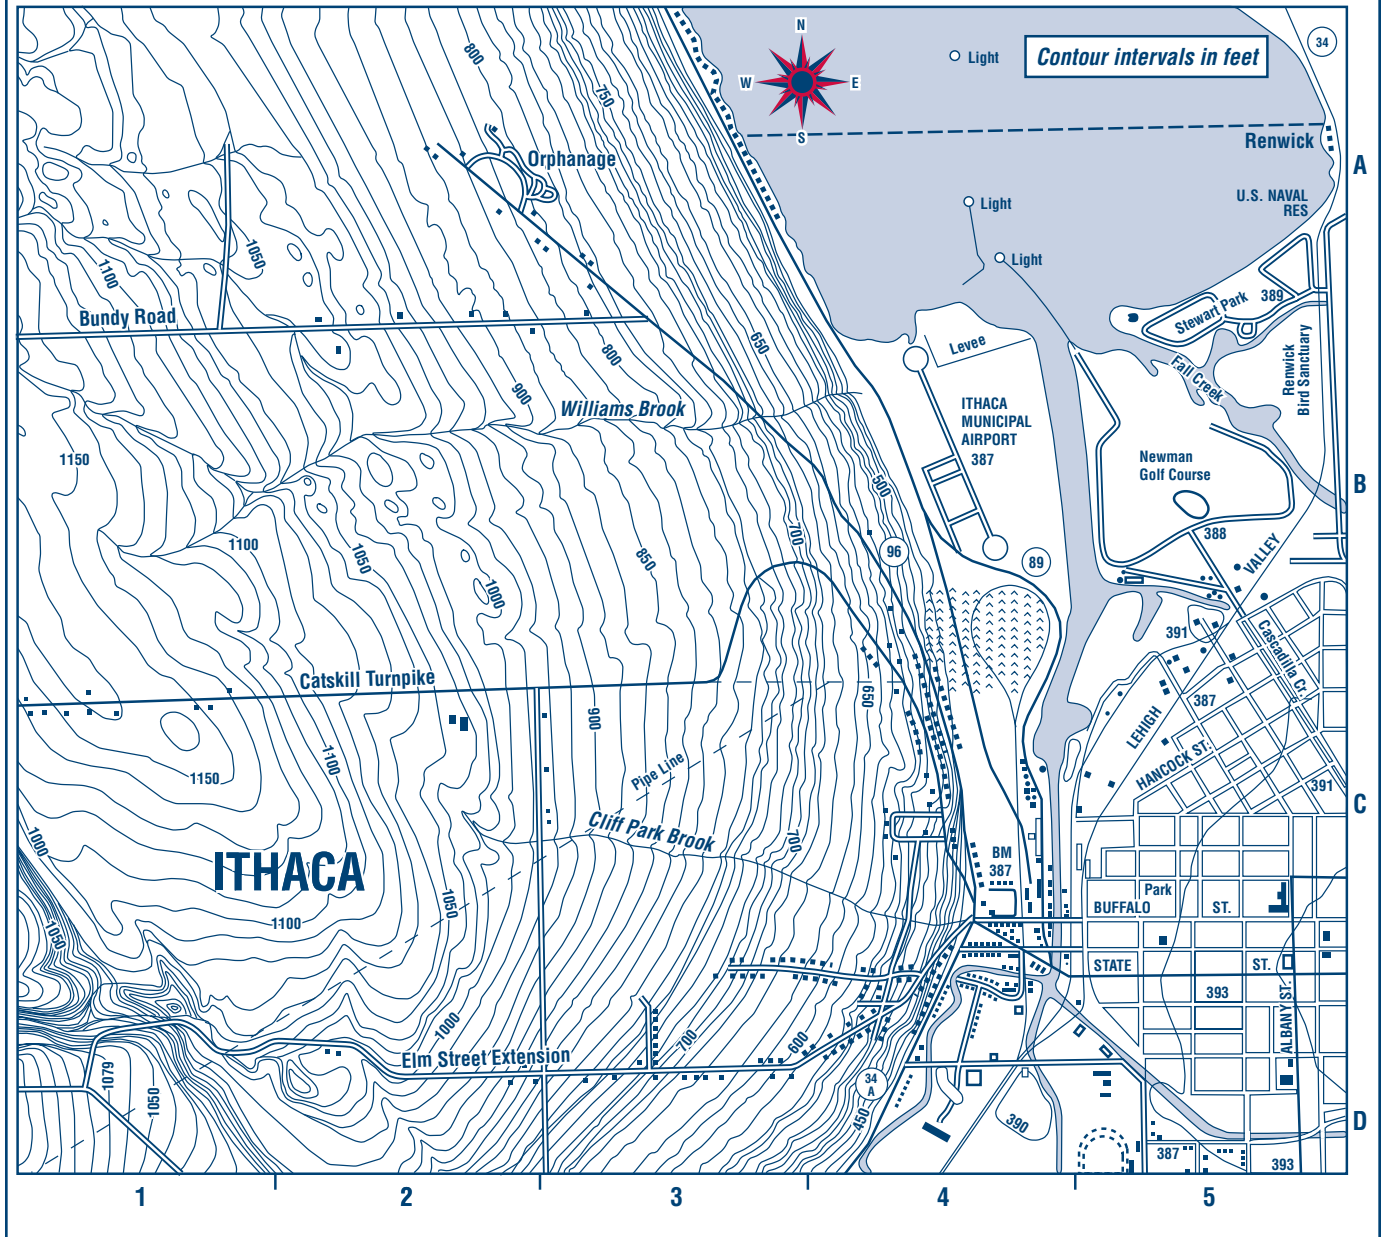 N
W
E
S
Light
Contour intervals in feet
34
800
750
Renwick
A
Orphanage
U.S. NAVAL
RES
Light
Light
1050
1100
Bundy Road
389
Stewart Park
650
Levee
800
900
Fall Creek
Renwick
Bird Sanctuary
Williams Brook
ITHACA
MUNICIPAL
AIRPORT
387
1150
Newman
Golf Course
B
500
700
388
1100
1050
850
96
89
VALLEY
1000
391
Cascadilla Cr.
Catskill Turnpike
650
387
900
LEHIGH
1100
HANCOCK ST.
Pipe Line
1150
391
C
1000
Cliff Park Brook
700
ITHACA
BM
387
Park
1050
BUFFALO
ST.
1100
1050
STATE
ST.
393
ALBANY ST.
1000
700
600
Elm Street Extension
1079
34
A
1050
450
390
D
387
393
1
2
3
4
5